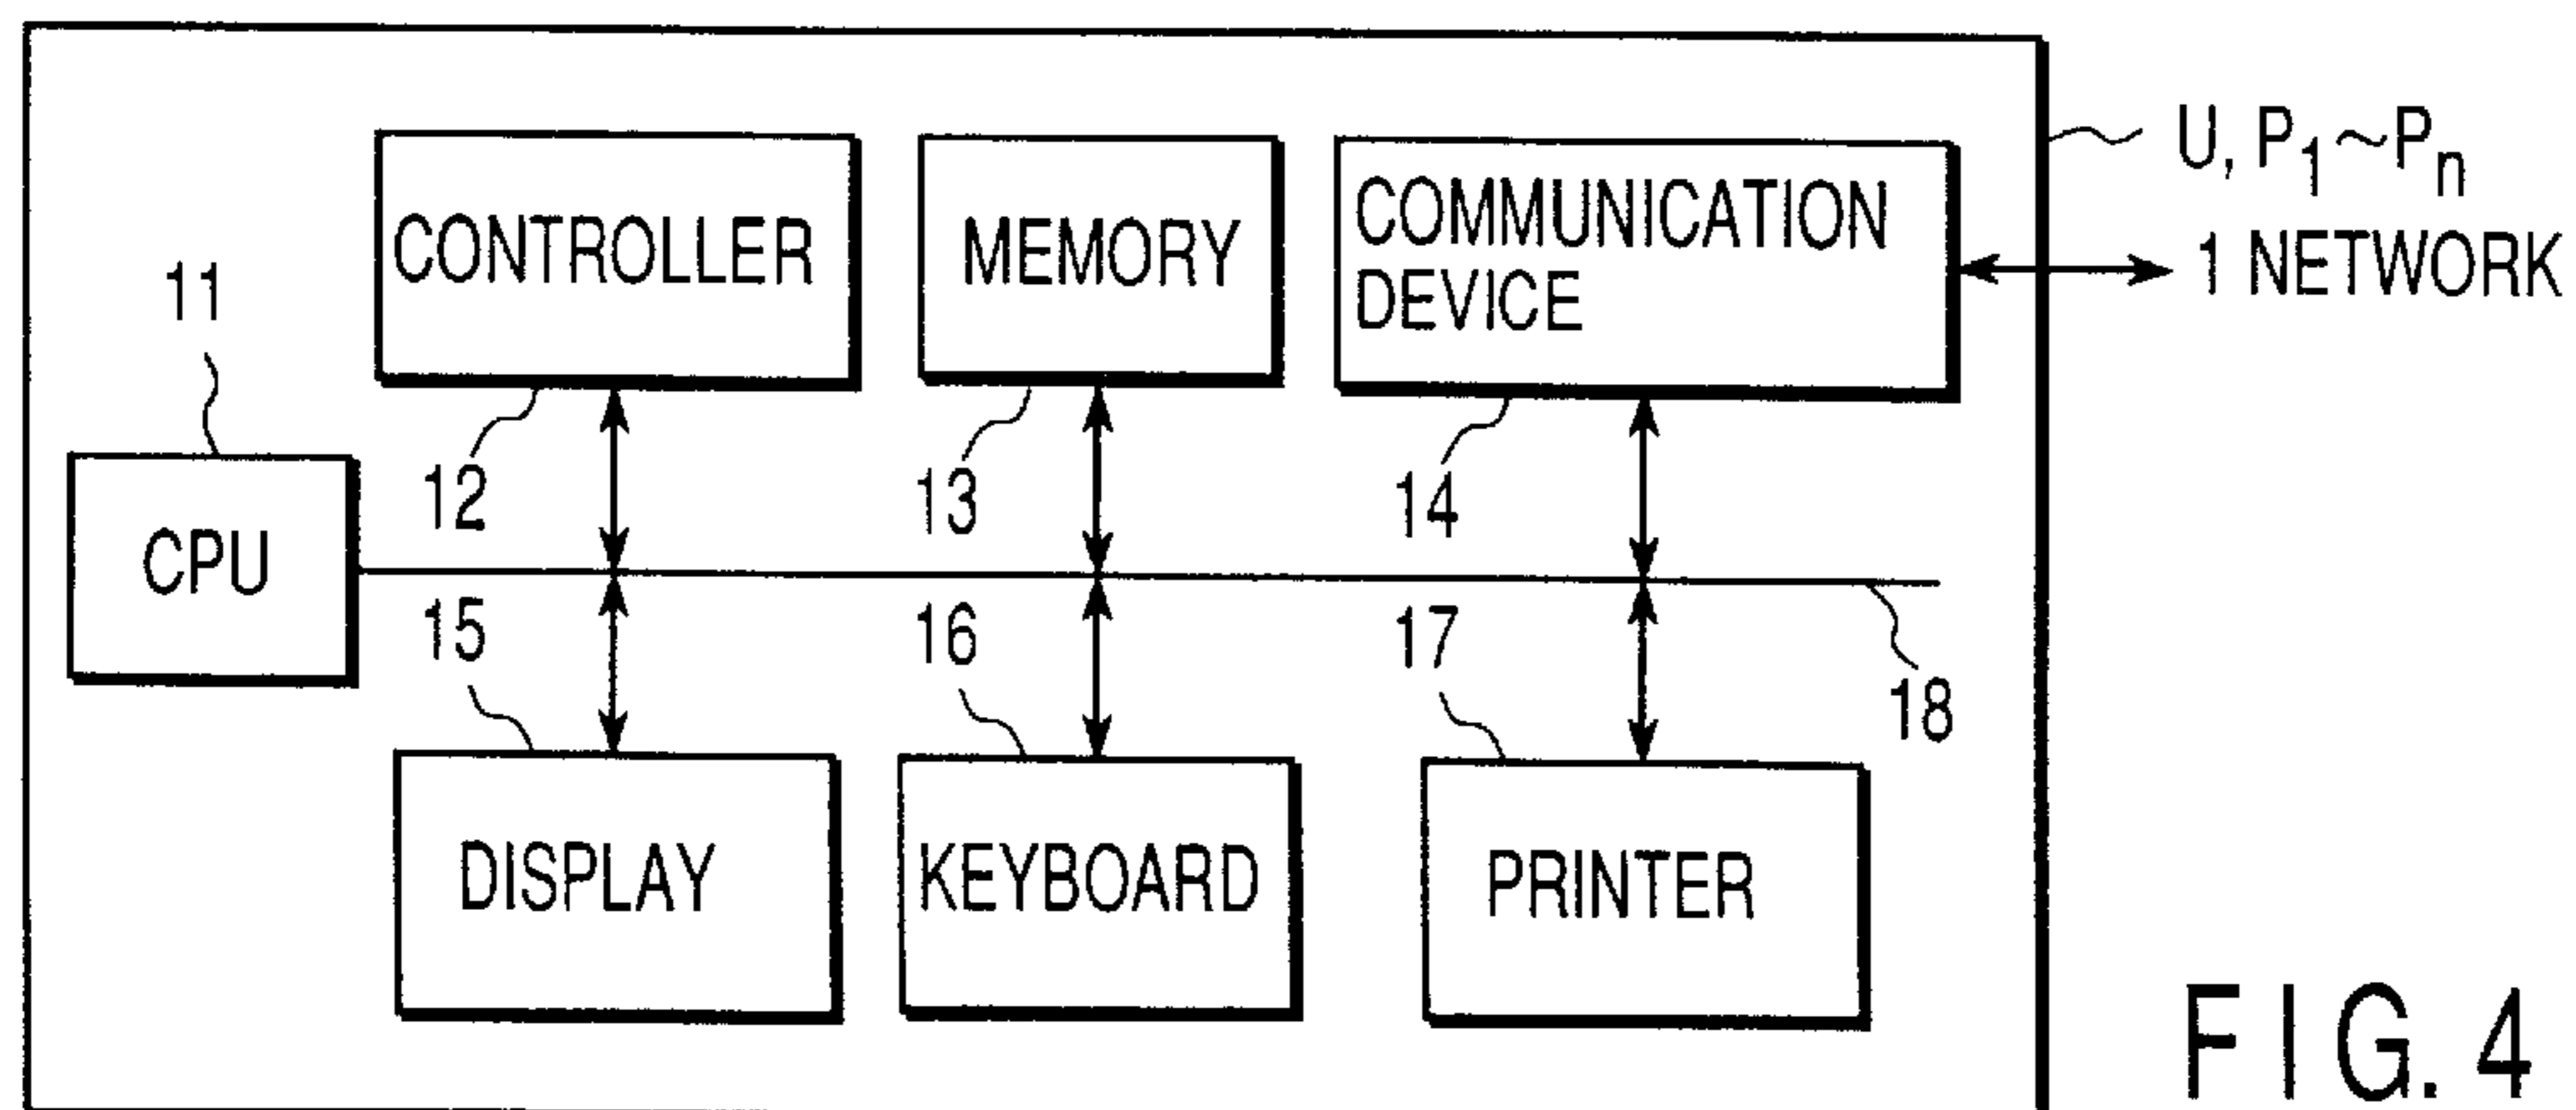 U, P1~Pn
CONTROLLER
MEMORY
COMMUNICATION
DEVICE
1 NETWORK
11
12
13
14
CPU
15
16
17
18
DISPLAY
KEYBOARD
PRINTER
FIG. 4